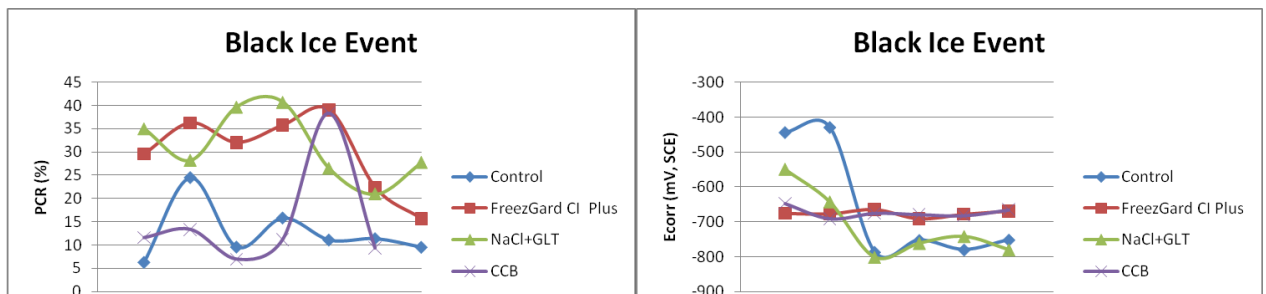 Black Ice Event
45
40
35
30
25
20
15
10
5
0
PCR (%)
Control
FreezGard CI Plus
NaCl+GLT
CCB
Black Ice Event
-300
-400
-500
-600
-700
-800
-900
Ecorr (mV, SCE)
Control
FreezGard CI Plus
NaCl+GLT
CCB